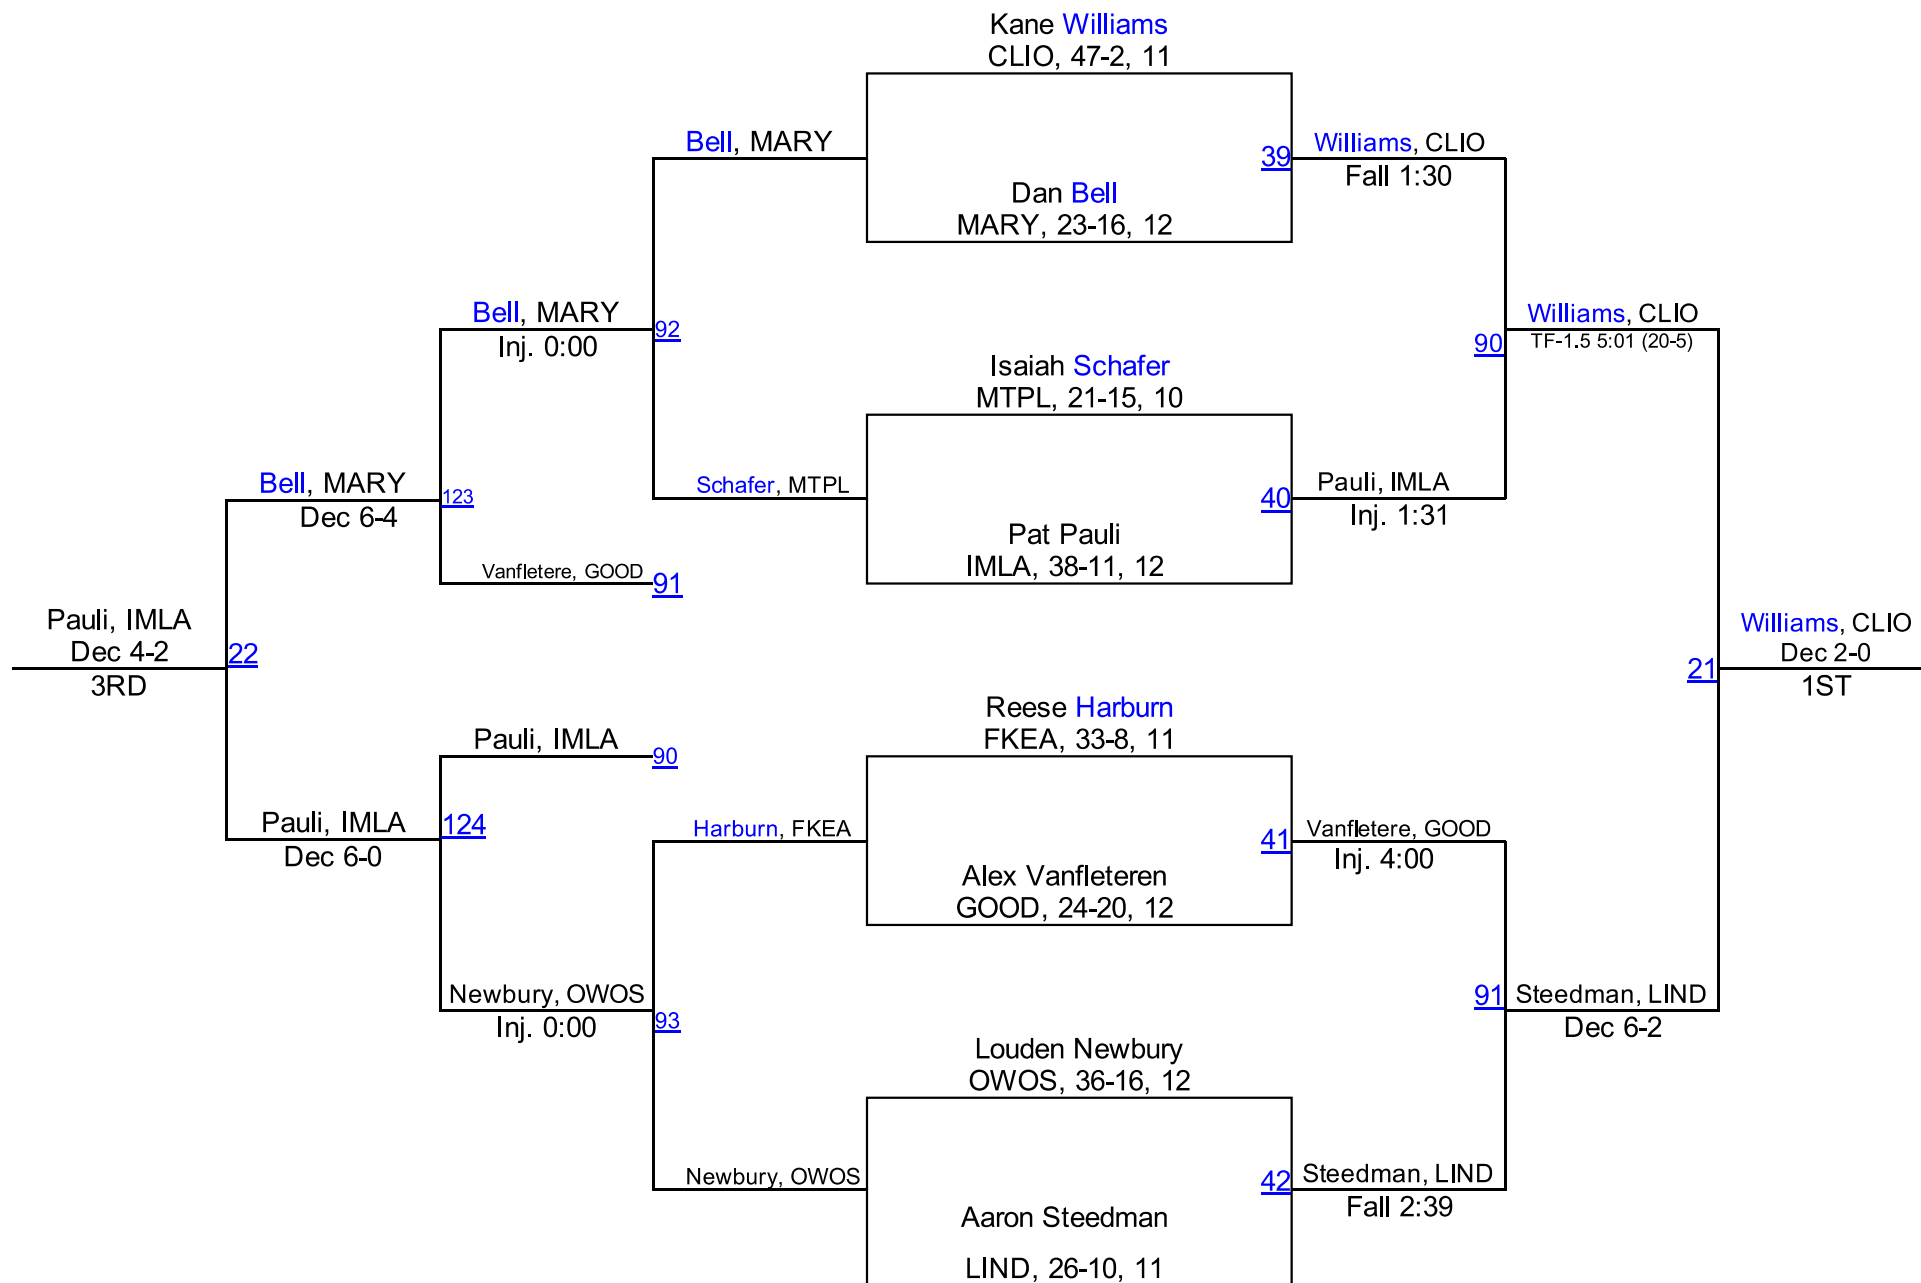 Kane Williams
CLIO, 47-2, 11
Bell, MARY
39
Williams, CLIO
Fall 1:30
Dan Bell
MARY, 23-16, 12
Bell, MARY
Inj. 0:00
92
Williams, CLIO
TF-1.5 5:01 (20-5)
90
Isaiah Schafer
MTPL, 21-15, 10
Bell, MARY
Dec 6-4
123
Schafer, MTPL
40
Pauli, IMLA
Inj. 1:31
Pat Pauli
IMLA, 38-11, 12
Vanfletere, GOOD
91
Pauli, IMLA
Dec 4-2
3RD
22
Williams, CLIO
Dec 2-0
1ST
21
Reese Harburn
FKEA, 33-8, 11
Pauli, IMLA
90
Pauli, IMLA
Dec 6-0
124
Harburn, FKEA
41
Vanfletere, GOOD
Inj. 4:00
Alex Vanfleteren
GOOD, 24-20, 12
Newbury, OWOS
Inj. 0:00
93
91
Steedman, LIND
Dec 6-2
Louden Newbury
OWOS, 36-16, 12
Newbury, OWOS
42
Steedman, LIND
Fall 2:39
Aaron Steedman
LIND, 26-10, 11